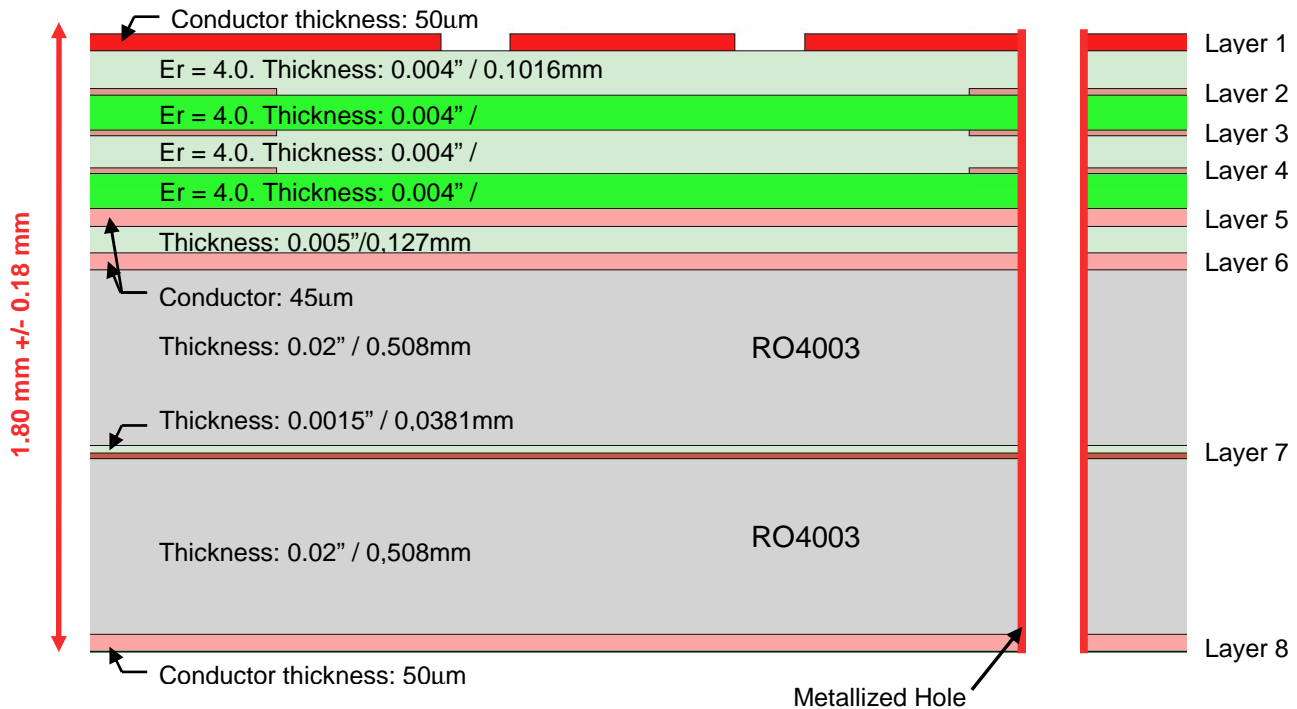 Conductor thickness: 50μm
Layer 1
Er = 4.0. Thickness: 0.004” / 0,1016mm
Layer 2
Er = 4.0. Thickness: 0.004” /
Layer 3
Er = 4.0. Thickness: 0.004” /
Layer 4
Er = 4.0. Thickness: 0.004” /
Layer 5
Thickness: 0.005”/0,127mm
Layer 6
Conductor: 45μm
1.80 mm +/- 0.18 mm
Thickness: 0.02” / 0,508mm
RO4003
Thickness: 0.0015” / 0,0381mm
Layer 7
RO4003
Thickness: 0.02” / 0,508mm
Layer 8
Conductor thickness: 50μm
Metallized Hole